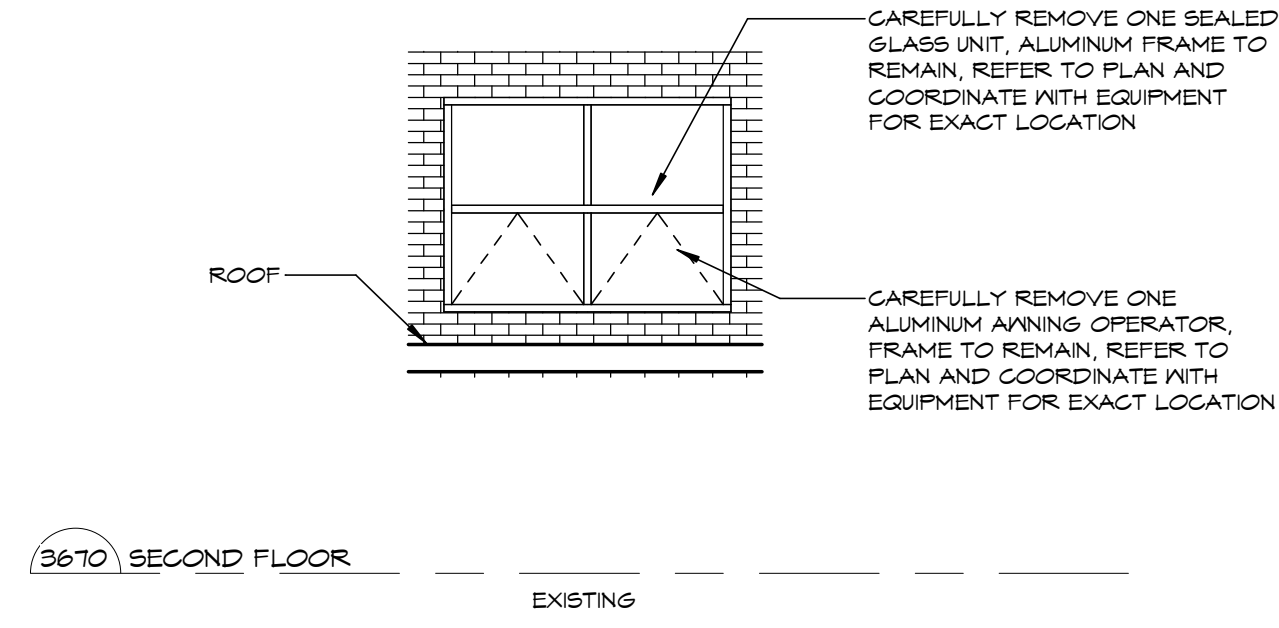 CAREFULLY REMOVE ONE SEALED
GLASS UNIT, ALUMINUM FRAME TO
REMAIN, REFER TO PLAN AND
COORDINATE WITH EQUIPMENT
FOR EXACT LOCATION
ROOF
CAREFULLY REMOVE ONE
ALUMINUM AWNING OPERATOR,
FRAME TO REMAIN, REFER TO
PLAN AND COORDINATE WITH
EQUIPMENT FOR EXACT LOCATION
3670 SECOND FLOOR
EXISTING